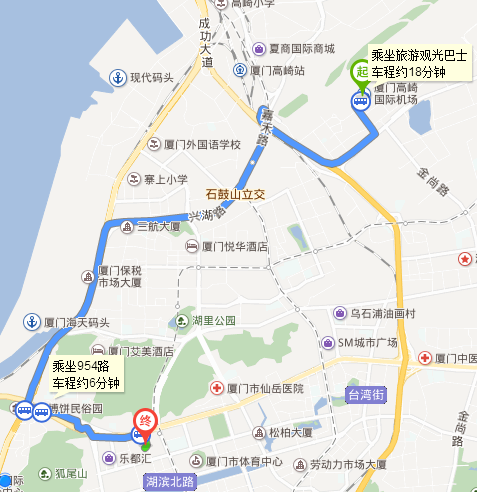 高崎小学
成功大道
夏商国际商城
乘坐旅游观光巴士
车程约18分钟
现代码头
厦门高崎站
起
厦门高崎
国际机场
嘉禾路
厦门外国语学校
寨上小学
金尚路
石鼓山立交
兴湖路
三航大厦
厦门悦华酒店
厦门保税
市场大厦
厦门海天码头
湖里公园
乌石浦油画村
SM城市广场
厦门艾美酒店
厦门中医
乘坐954路
车程约6分钟
厦门市仙岳医院
台湾街
博饼民俗园
终
金尚路
松柏大厦
乐都汇
厦门市体育中心
劳动力市场大厦
狐尾山
湖滨北路
国际